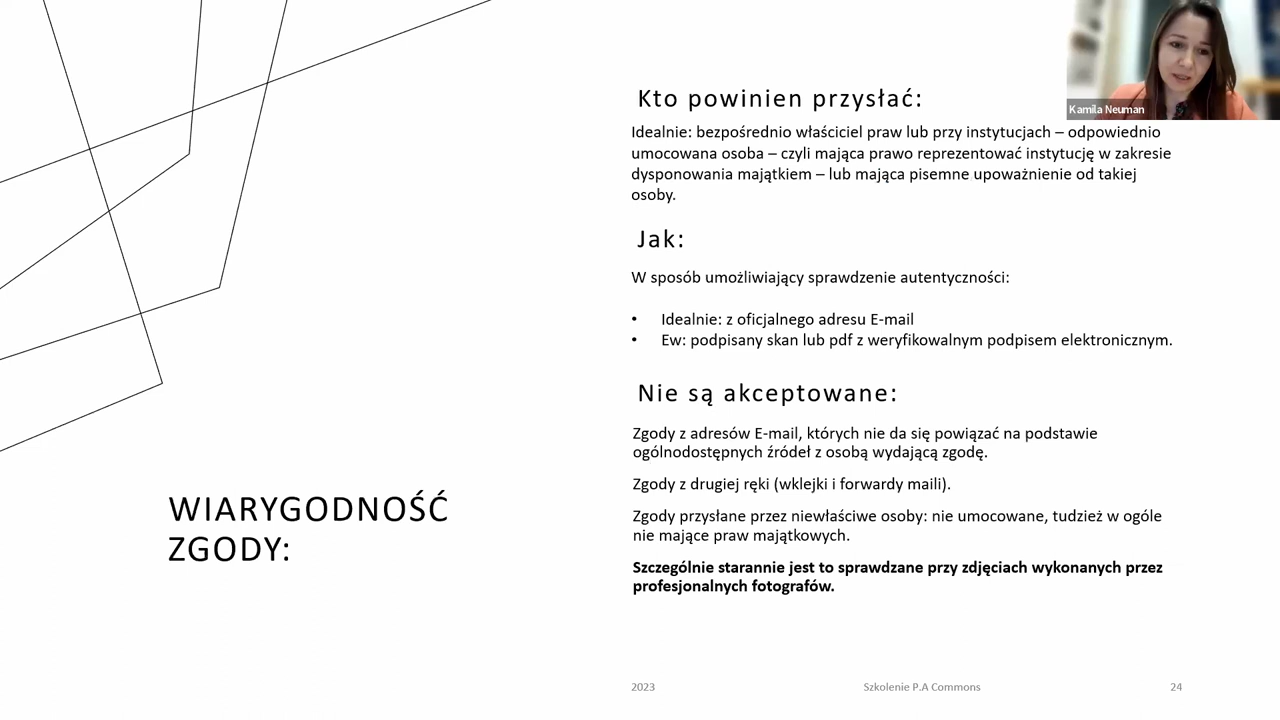 Kamila Neuman
Kto powinien przysłać:
Idealnie: bezpośrednio właściciel praw lub przy instytucjach – odpowiednio
umocowana osoba – czyli mająca prawo reprezentować instytucję w zakresie
dysponowania majątkiem – lub mająca pisemne upoważnienie od takiej
osoby.
Jak:
W sposób umożliwiający sprawdzenie autentyczności:
• Idealnie: z oficjalnego adresu E-mail
• Ew: podpisany skan lub pdf z weryfikowalnym podpisem elektronicznym.
Nie są akceptowane:
Zgody z adresów E-mail, których nie da się powiązać na podstawie
ogólnodostępnych źródeł z osobą wydającą zgodę.
Zgody z drugiej ręki (wklejki i forwardy maili).
Zgody przysłane przez niewłaściwe osoby: nie umocowane, tudzież w ogóle
nie mające praw majątkowych.
Szczególnie starannie jest to sprawdzane przy zdjęciach wykonanych przez
profesjonalnych fotografów.
WIARYGODNOŚĆ
ZGODY:
2023
Szkolenie P.A Commons
24